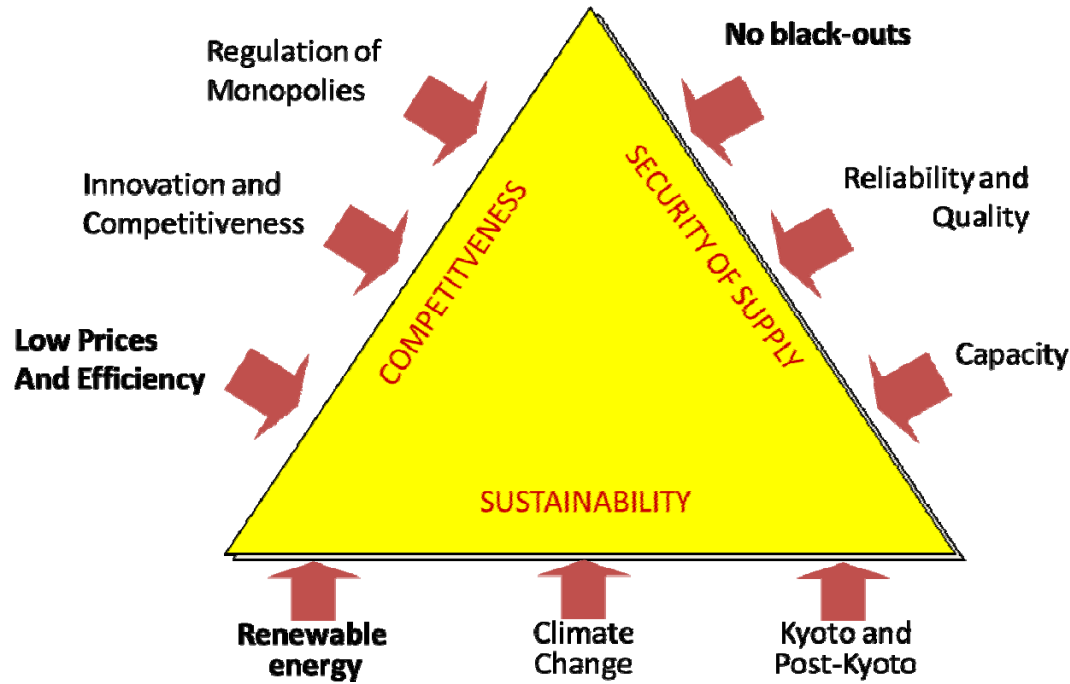 Regulation of
Monopolies
No black-outs
Innovation and
Competitiveness
Reliability and
Quality
Low Prices
And Efficiency
Capacity
COMPETITVENESS
SECURITY OF SUPPLY
SUSTAINABILITY
Renewable
energy
Climate
Change
Kyoto and
Post-Kyoto